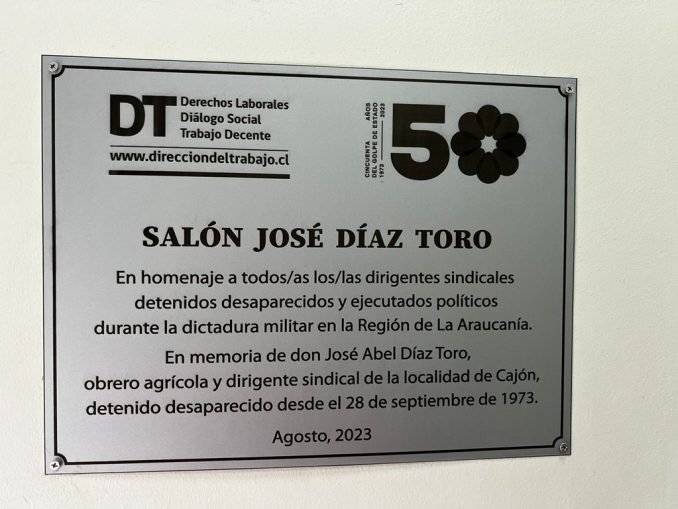 DT
Derechos Laborales
Diálogo Social
Trabajo Decente
www.direcciondeltrabajo.cl
CINCUENTA AÑOS
DEL GOLPE DE ESTADO
1973 2023
50
SALÓN JOSÉ DÍAZ TORO
En homenaje a todos/as los/las dirigentes sindicales
detenidos desaparecidos y ejecutados políticos
durante la dictadura militar en la Región de La Araucanía.
En memoria de don José Abel Díaz Toro,
obrero agrícola y dirigente sindical de la localidad de Cajón,
detenido desaparecido desde el 28 de septiembre de 1973.
Agosto, 2023